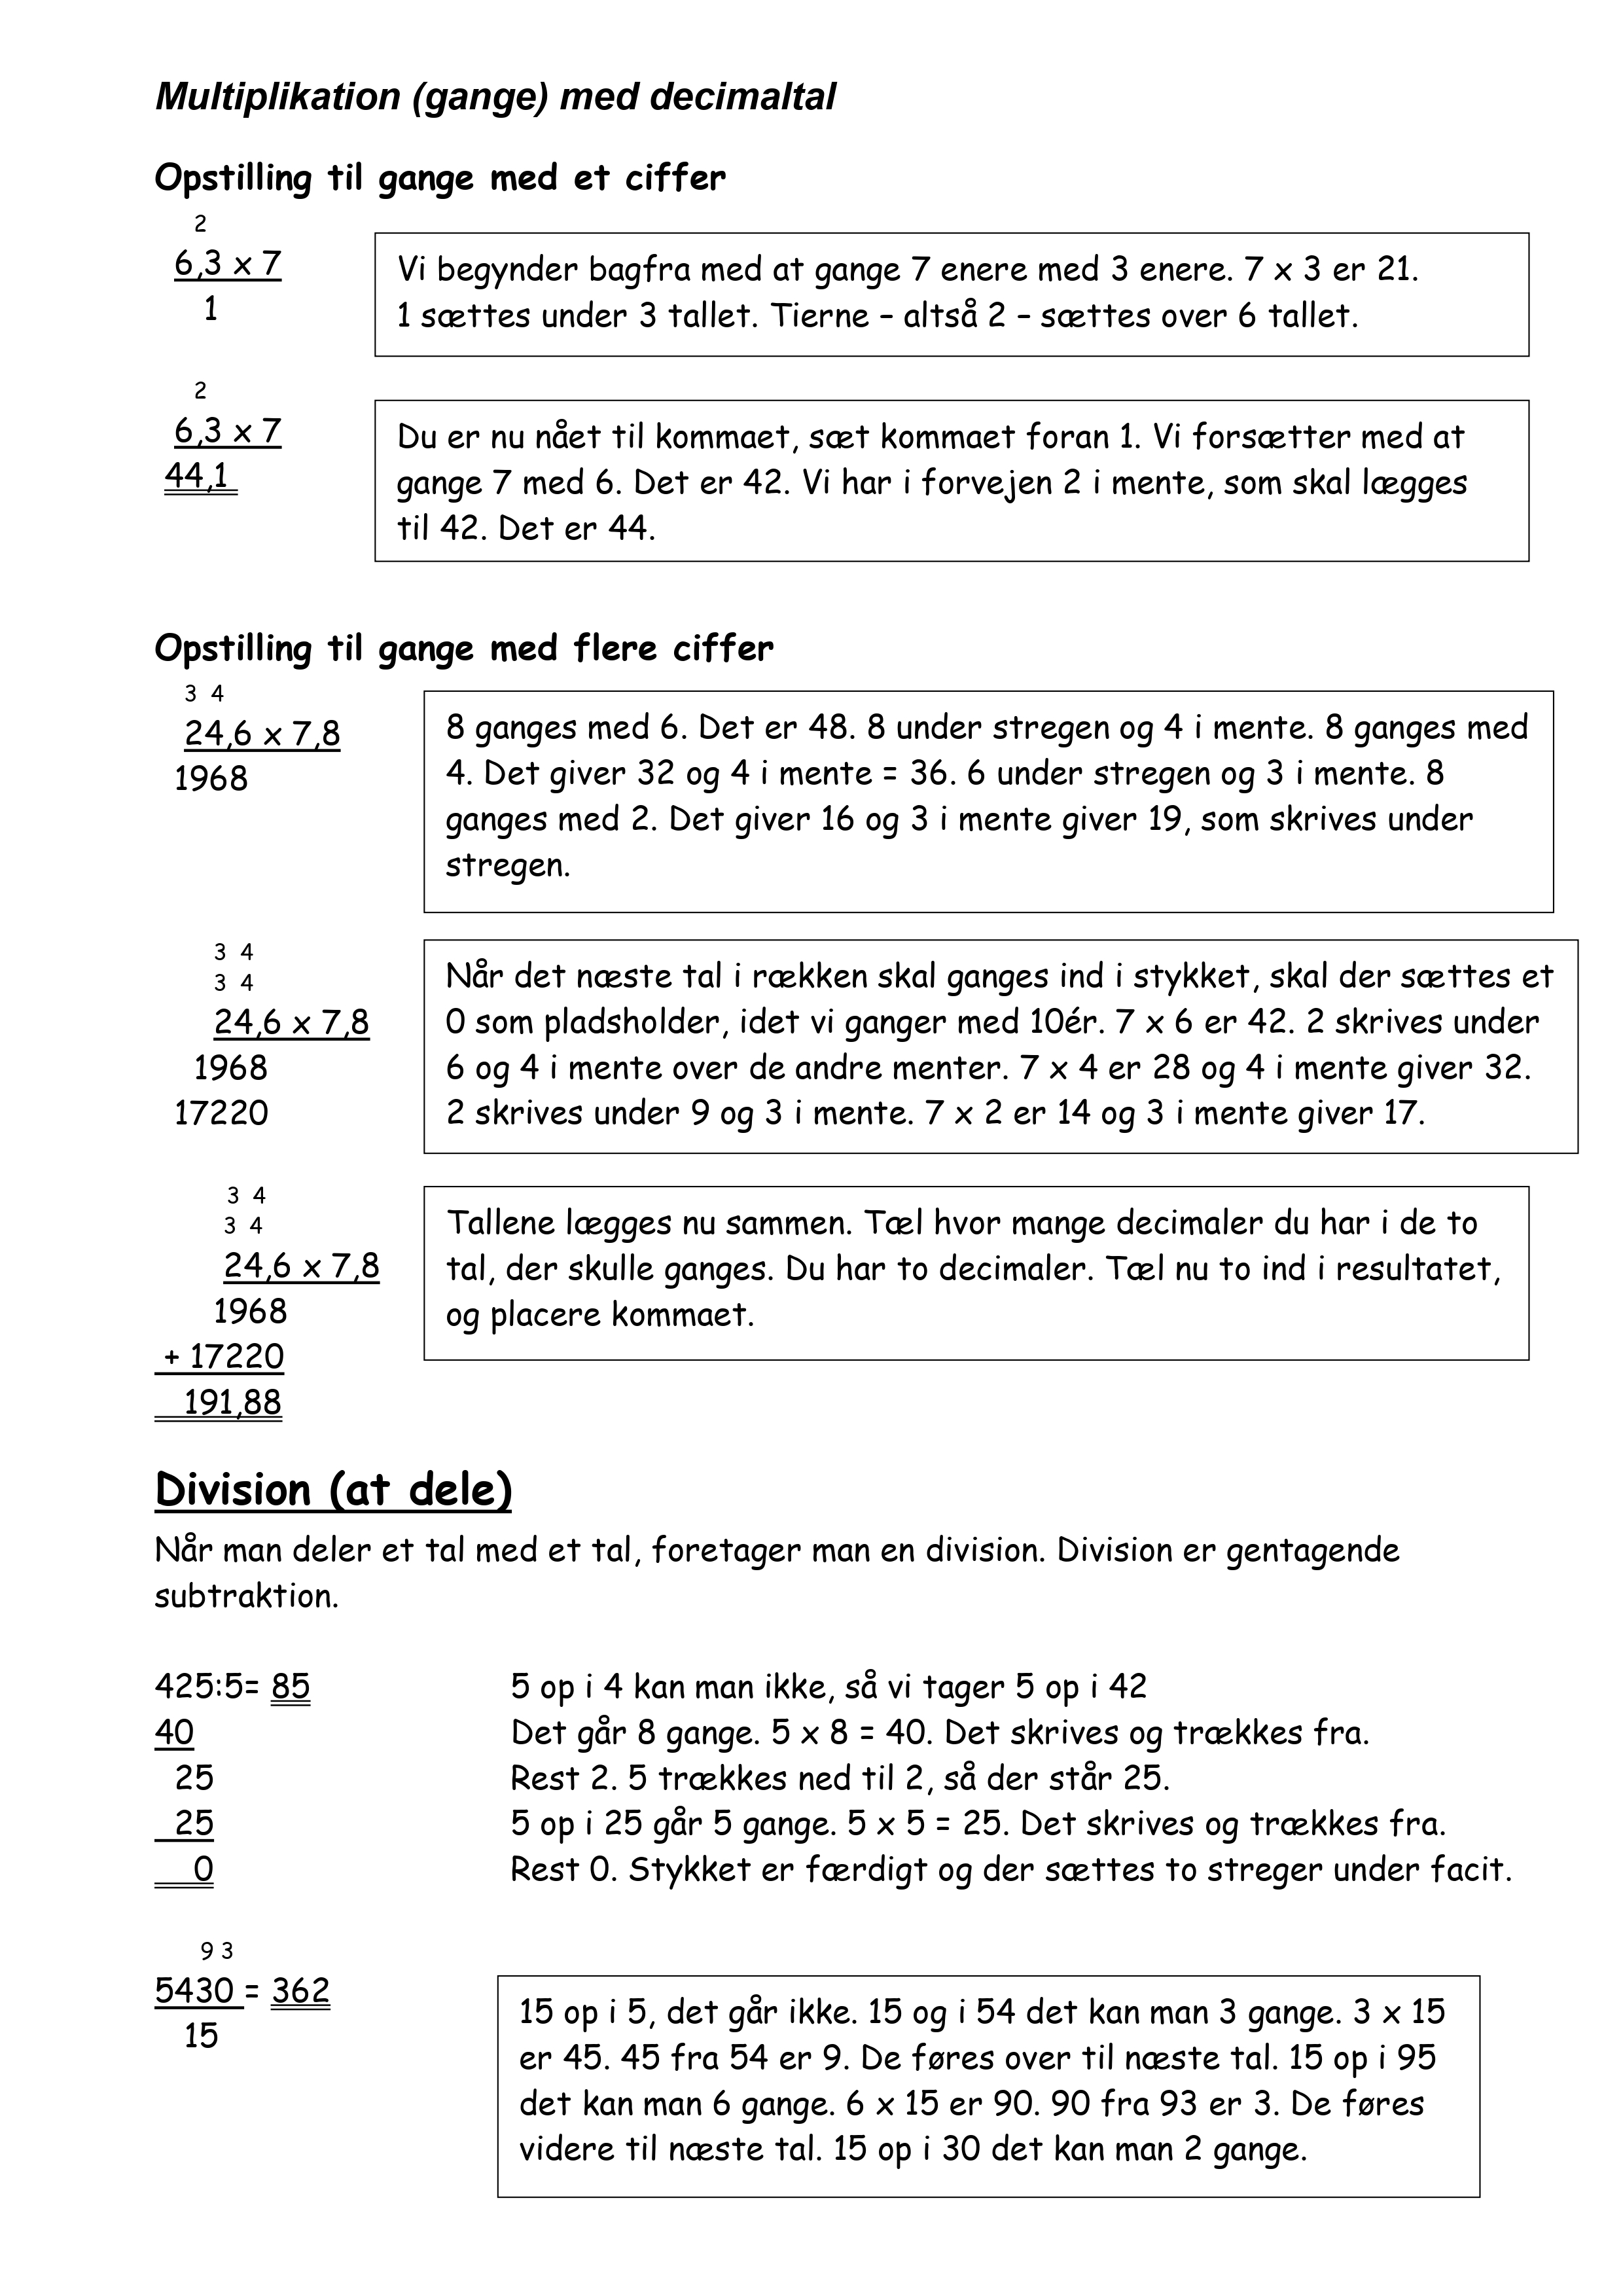 Multiplikation (gange) med decimaltal
Opstilling til gange med et ciffer
2
6,3 x 7
1
Vi begynder bagfra med at gange 7 enere med 3 enere. 7 x 3 er 21.
1 sættes under 3 tallet. Tierne – altså 2 – sættes over 6 tallet.
2
6,3 x 7
44,1
Du er nu nået til kommaet, sæt kommaet foran 1. Vi forsætter med at
gange 7 med 6. Det er 42. Vi har i forvejen 2 i mente, som skal lægges
til 42. Det er 44.
Opstilling til gange med flere ciffer
3 4
24,6 x 7,8
1968
8 ganges med 6. Det er 48. 8 under stregen og 4 i mente. 8 ganges med
4. Det giver 32 og 4 i mente = 36. 6 under stregen og 3 i mente. 8
ganges med 2. Det giver 16 og 3 i mente giver 19, som skrives under
stregen.
3 4
3 4
24,6 x 7,8
1968
17220
Når det næste tal i rækken skal ganges ind i stykket, skal der sættes et
0 som pladsholder, idet vi ganger med 10ér. 7 x 6 er 42. 2 skrives under
6 og 4 i mente over de andre menter. 7 x 4 er 28 og 4 i mente giver 32.
2 skrives under 9 og 3 i mente. 7 x 2 er 14 og 3 i mente giver 17.
3 4
3 4
24,6 x 7,8
1968
+ 17220
191,88
Tallene lægges nu sammen. Tæl hvor mange decimaler du har i de to
tal, der skulle ganges. Du har to decimaler. Tæl nu to ind i resultatet,
og placere kommaet.
Division (at dele)
Når man deler et tal med et tal, foretager man en division. Division er gentagende
subtraktion.
425:5= 85 5 op i 4 kan man ikke, så vi tager 5 op i 42
40 Det går 8 gange. 5 x 8 = 40. Det skrives og trækkes fra.
25 Rest 2. 5 trækkes ned til 2, så der står 25.
25 5 op i 25 går 5 gange. 5 x 5 = 25. Det skrives og trækkes fra.
0 Rest 0. Stykket er færdigt og der sættes to streger under facit.
9 3
5430 = 362
15
15 op i 5, det går ikke. 15 og i 54 det kan man 3 gange. 3 x 15
er 45. 45 fra 54 er 9. De føres over til næste tal. 15 op i 95
det kan man 6 gange. 6 x 15 er 90. 90 fra 93 er 3. De føres
videre til næste tal. 15 op i 30 det kan man 2 gange.